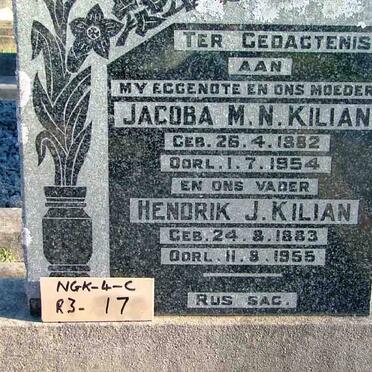 TER GEDAGTENIS
AAN
MY EGGENOTE EN ONS MOEDER
JACOBA M.N. KILIAN
GEB. 26.4.1882
OORL. 1.7.1954
EN ONS VADER
HENDRIK J. KILIAN
GEB. 24.8.1883
OORL. 11.8.1955
RUS SAG.
NGK-4-C
R3- 17